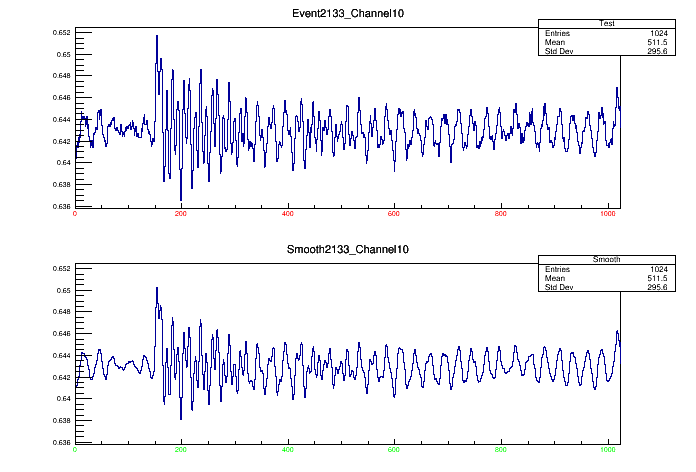 Event2133_Channel10
Test
Entries 1024
Mean 511.5
Std Dev 295.6
0.652
0.65
0.648
0.646
0.644
0.642
0.64
0.638
0.636
0 200 400 600 800 1000
Smooth2133_Channel10
Smooth
Entries 1024
Mean 511.5
Std Dev 295.6
0.652
0.65
0.648
0.646
0.644
0.642
0.64
0.638
0.636
0 200 400 600 800 1000